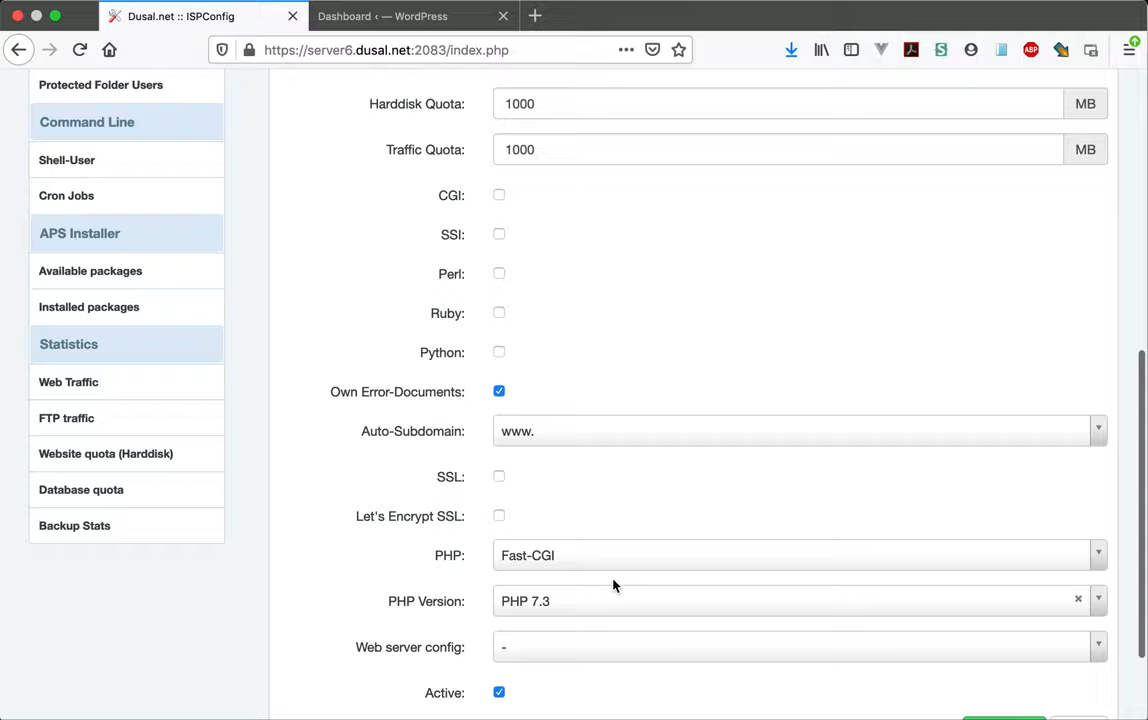 Dusal.net :: ISPConfig
Dashboard ‹ — WordPress
https://server6.dusal.net:2083/index.php
ABP
Protected Folder Users
Command Line
Shell-User
Cron Jobs
APS Installer
Available packages
Installed packages
Statistics
Web Traffic
FTP traffic
Website quota (Harddisk)
Database quota
Backup Stats
Harddisk Quota: 1000 MB
Traffic Quota: 1000 MB
CGI:
SSI:
Perl:
Ruby:
Python:
Own Error-Documents:
Auto-Subdomain: www.
SSL:
Let's Encrypt SSL:
PHP: Fast-CGI
PHP Version: PHP 7.3
Web server config: -
Active: